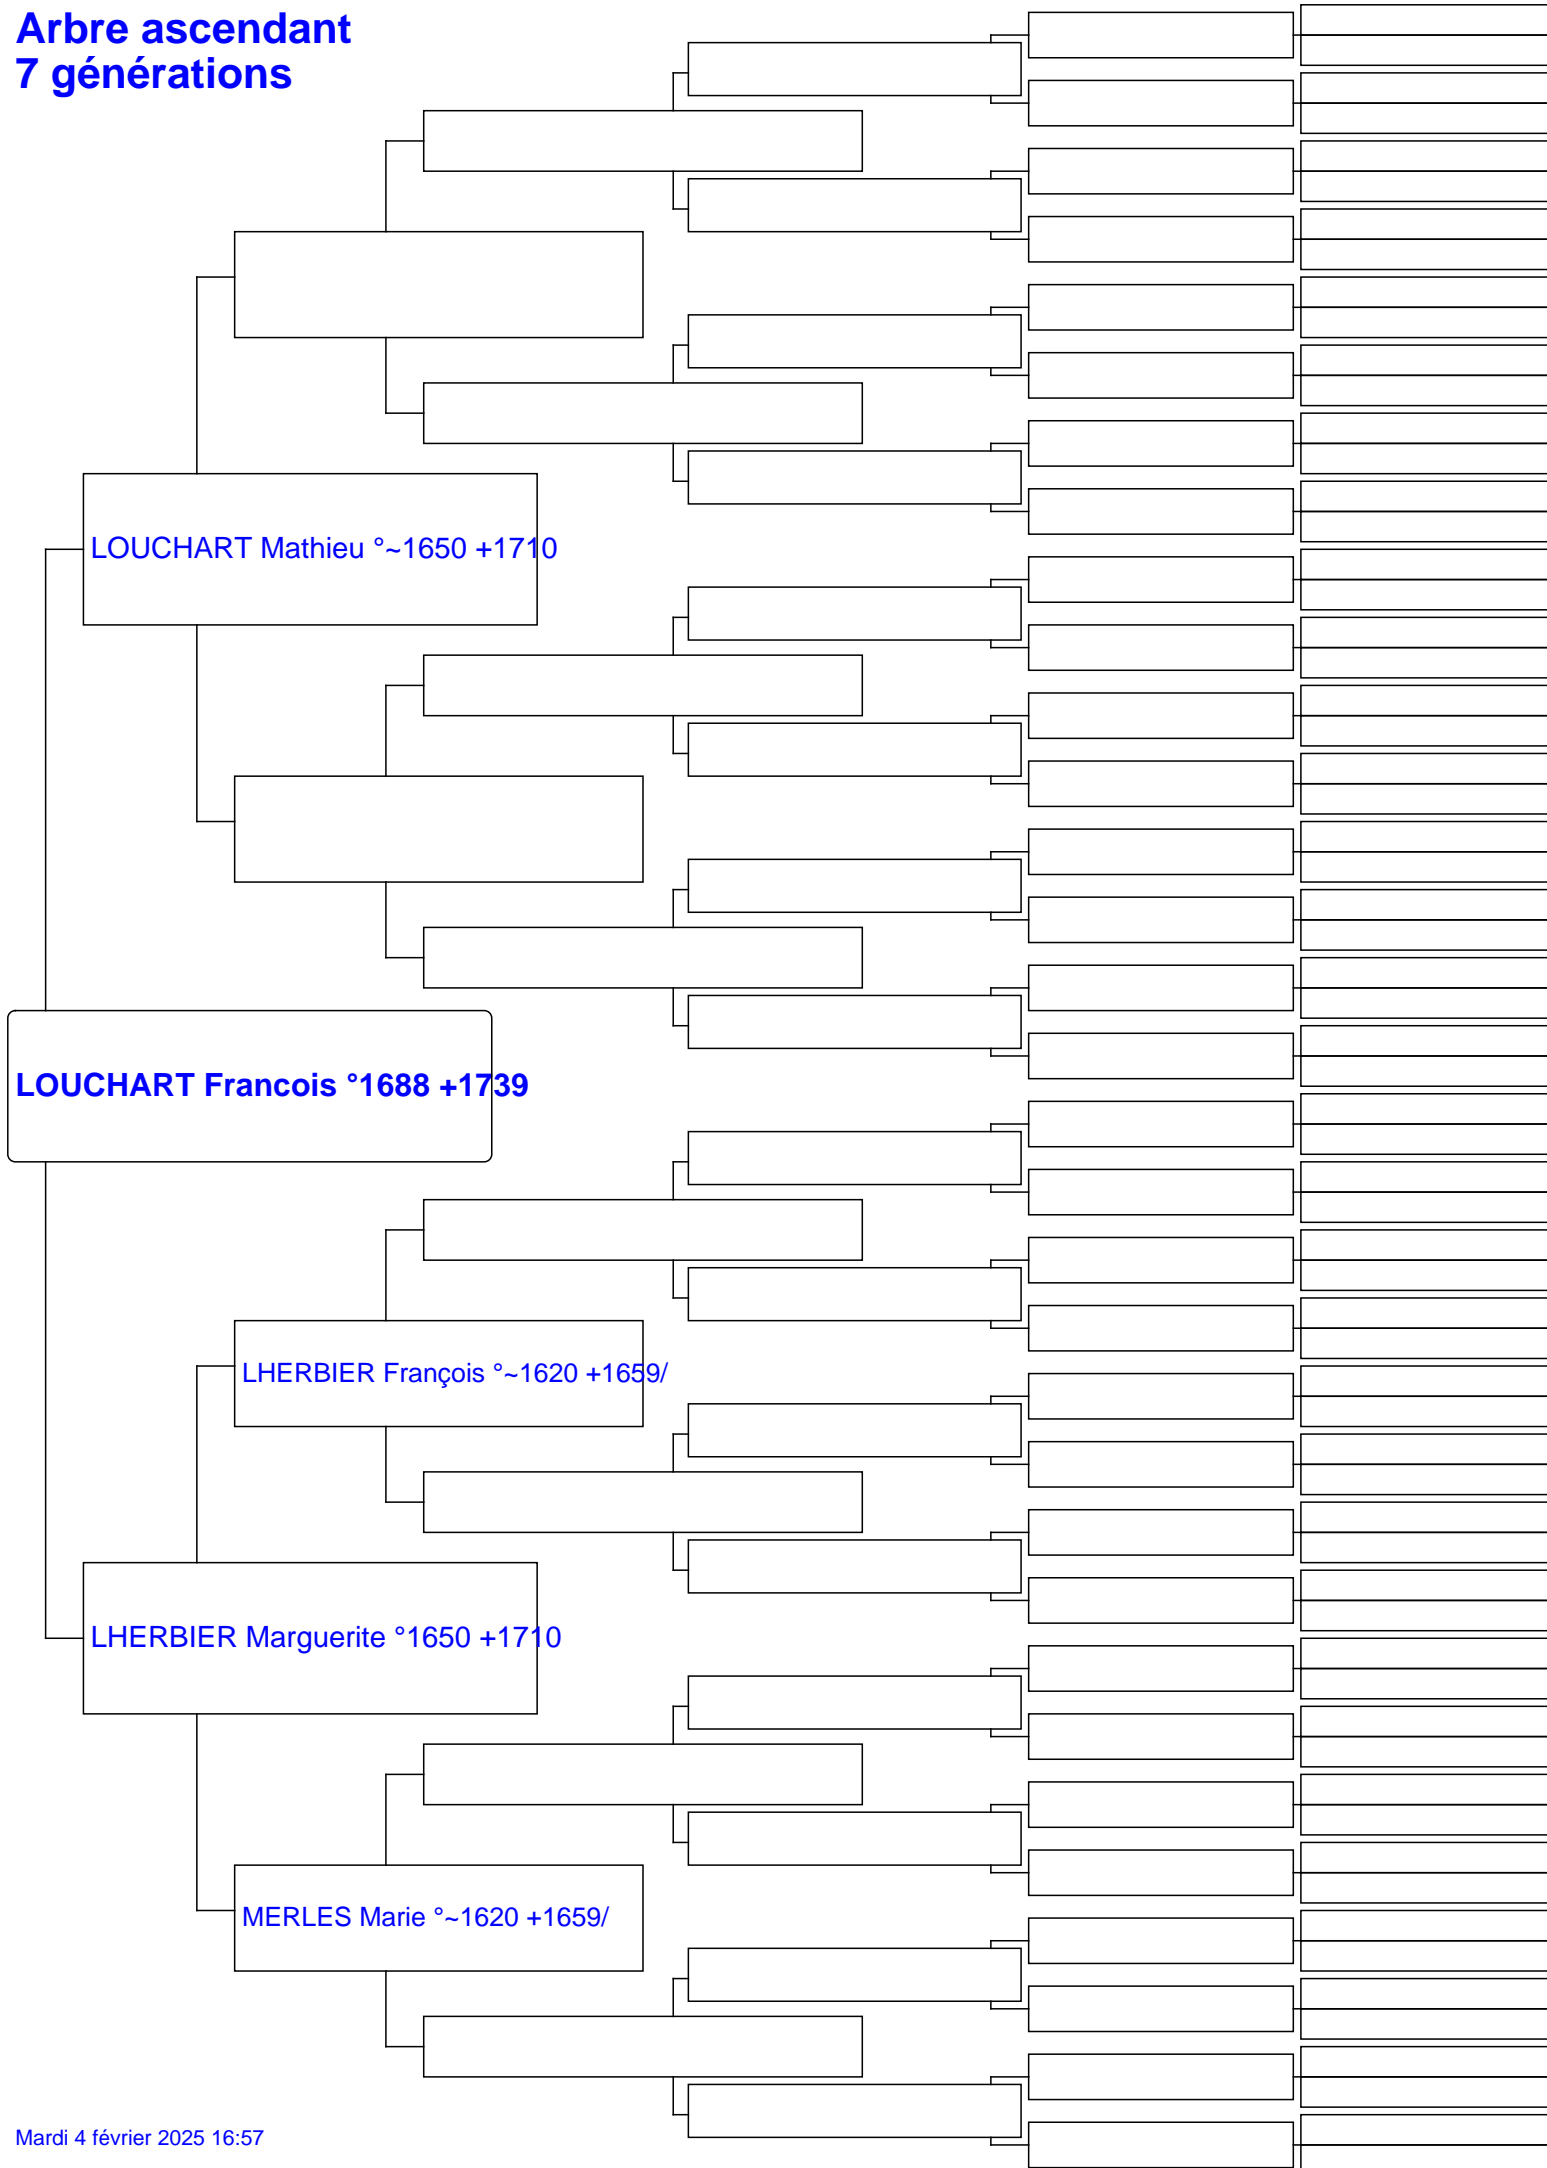 Arbre ascendant
7 générations
LOUCHART Mathieu °~1650 +1710
LOUCHART Francois °1688 +1739
LHERBIER François °~1620 +1659/
LHERBIER Marguerite °1650 +1710
MERLES Marie °~1620 +1659/
Mardi 4 février 2025 16:57